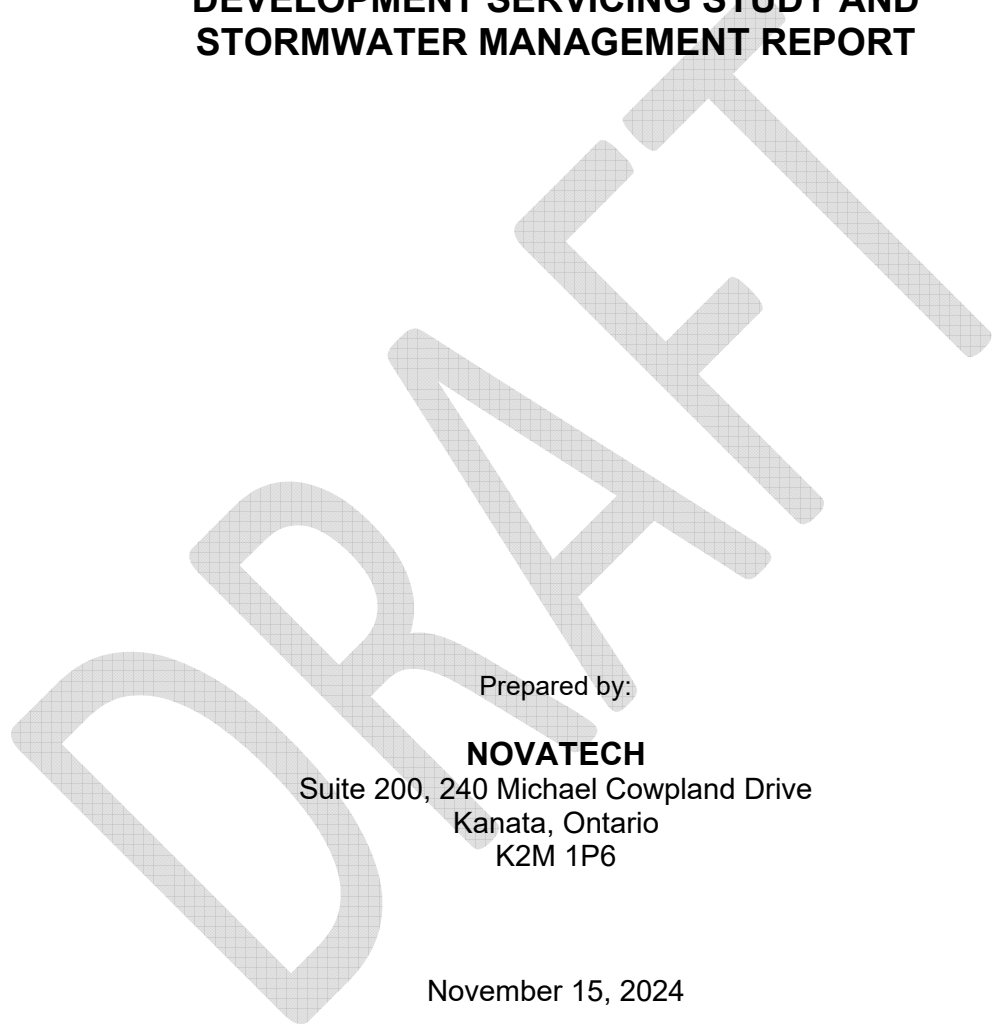 DEVELOPMENT SERVICING STUDY AND
STORMWATER MANAGEMENT REPORT
DRAFT
Prepared by:
NOVATECH
Suite 200, 240 Michael Cowpland Drive
Kanata, Ontario
K2M 1P6
November 15, 2024